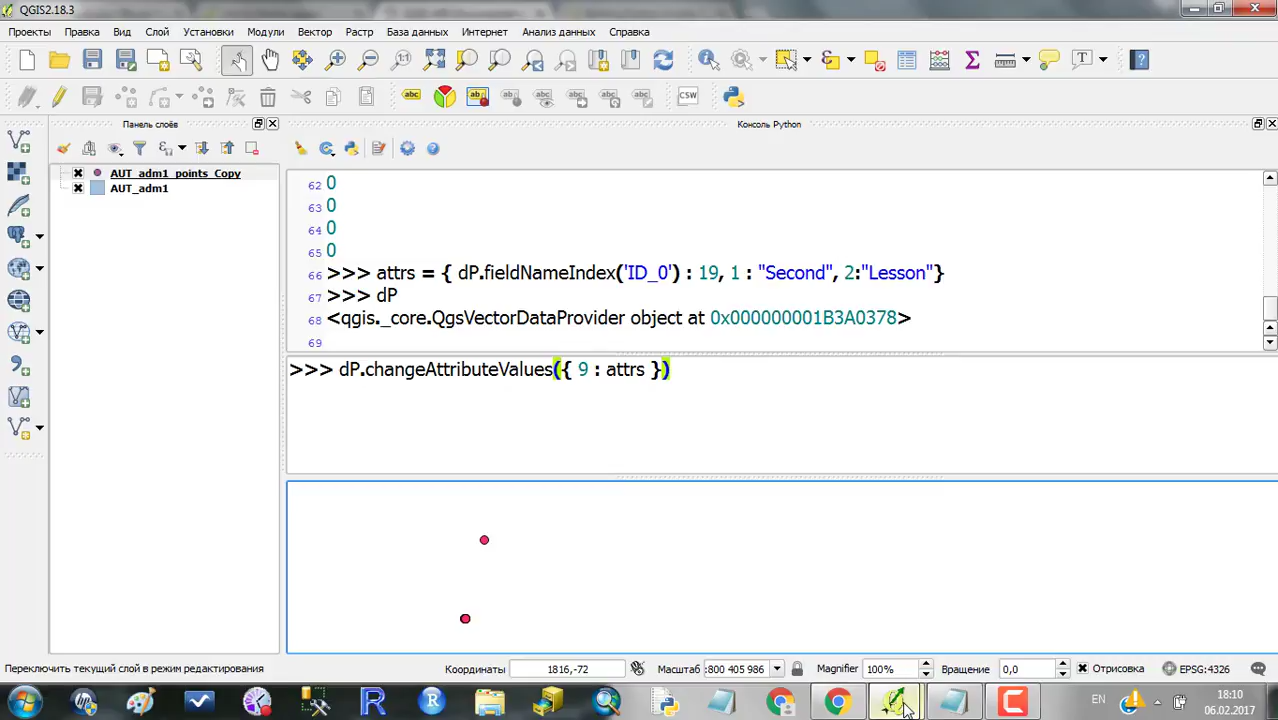 QGIS2.18.3
Проекты Правка Вид Слой Установки Модули Вектор Растр База данных Интернет Анализ данных Справка
abc abc CSW
Панель слоёв
Консоль Python
AUT_adm1_points_Copy
AUT_adm1
62 0
63 0
64 0
65 0
66 >>> attrs = { dP.fieldNameIndex('ID_0') : 19, 1 : "Second", 2:"Lesson"}
67 >>> dP
68 <qgis._core.QgsVectorDataProvider object at 0x000000001B3A0378>
69
>>> dP.changeAttributeValues({ 9 : attrs })
Переключить текущий слой в режим редактирования
Координаты 1816,-72 Масштаб :800 405 986 Magnifier 100% Вращение 0,0 Отрисовка EPSG:4326
EN 18:10
06.02.2017